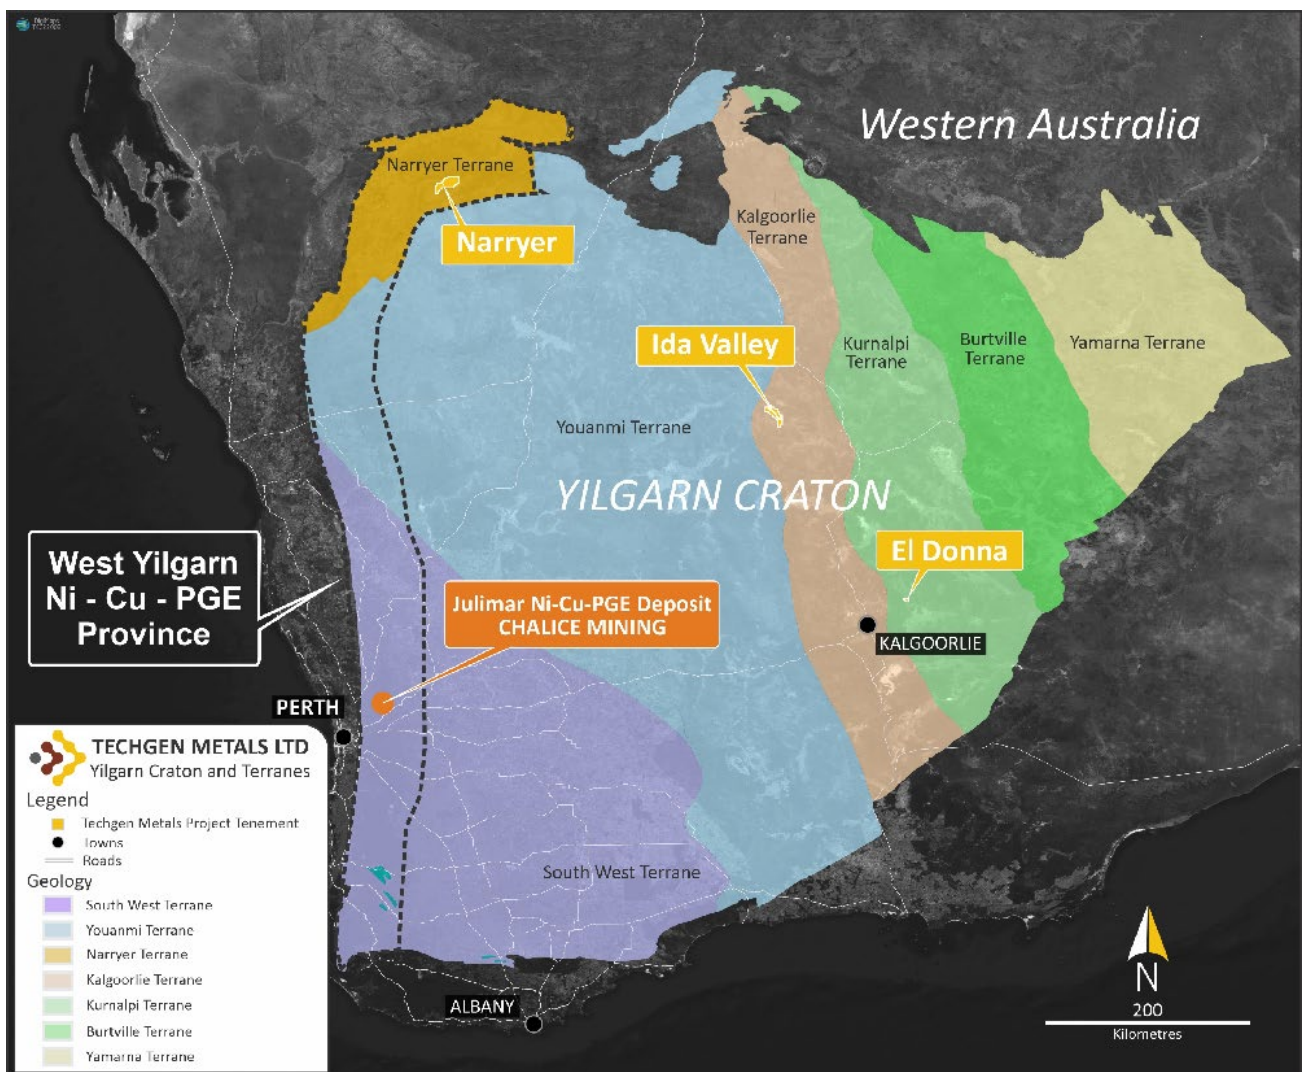 Western Australia
Narryer Terrane
Narryer
Kalgoorlie
Terrane
Ida Valley
Kurnalpi
Terrane
Burtville
Terrane
Yamarna Terrane
Youanmi Terrane
YILGARN CRATON
El Donna
West Yilgarn
Ni - Cu - PGE
Province
Julimar Ni-Cu-PGE Deposit
CHALICE MINING
KALGOORLIE
PERTH
South West Terrane
ALBANY
TECHGEN METALS LTD
Yilgarn Craton and Terranes
Legend
Techgen Metals Project Tenement
Towns
Roads
Geology
South West Terrane
Youanmi Terrane
Narryer Terrane
Kalgoorlie Terrane
Kurnalpi Terrane
Burtville Terrane
Yamarna Terrane
N
200
Kilometres